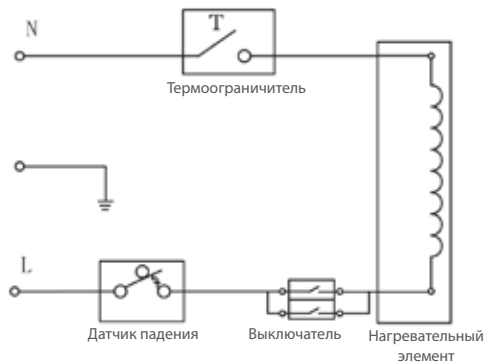 N
T
Термоограничитель
L
Датчик падения
Выключатель
Нагревательный
элемент